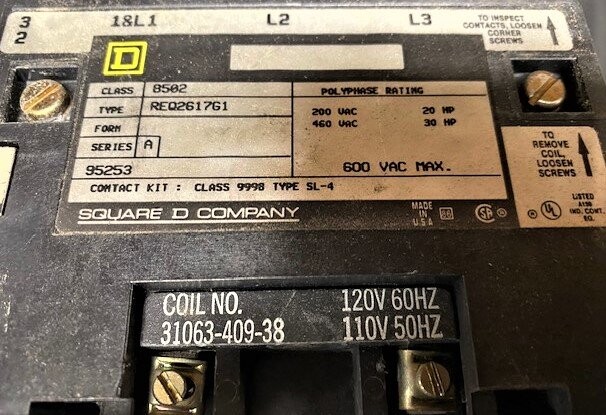 3 1&L1 L2 L3
2
TO INSPECT
CONTACTS, LOOSEN
CORNER
SCREWS
D
CLASS 8502
TYPE REQ2617G1
FORM
SERIES A
95253
POLYPHASE RATING
200 VAC 20 HP
460 VAC 30 HP
600 VAC MAX.
CONTACT KIT : CLASS 9998 TYPE SL-4
SQUARE D COMPANY
MADE
IN
U.S.A
TO
REMOVE
COIL,
LOOSEN
SCREWS
UL
LISTED
IND. CONT.
EQ.
COIL NO. 120V 60HZ
31063-409-38 110V 50HZ